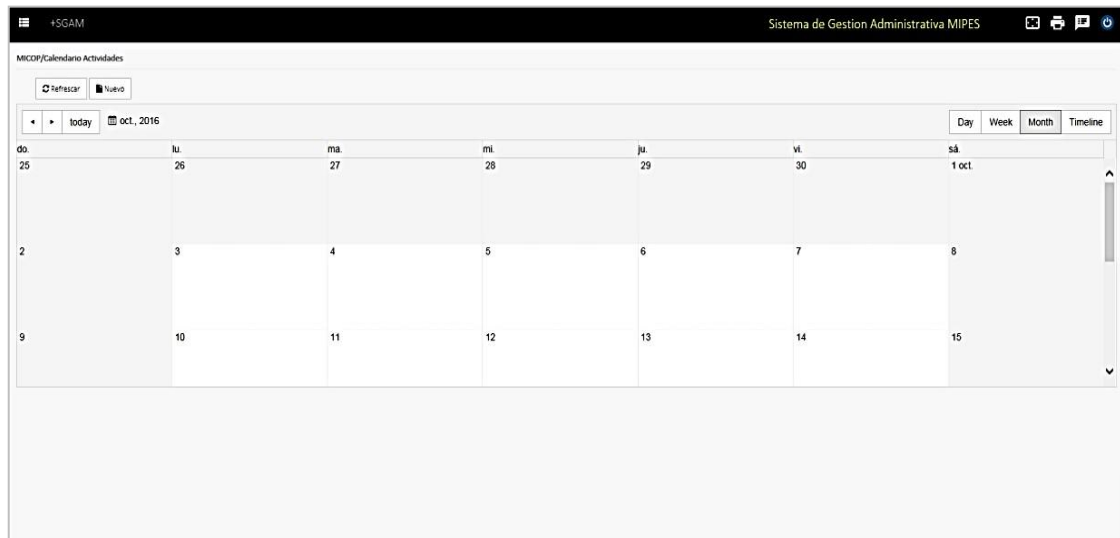 +SGAM Sistema de Gestion Administrativa MIPES
MICOP/Calendario Actividades
Refrescar Nuevo
today oct., 2016 Day Week Month Timeline
do. lu. ma. mi. ju. vi. sá.
25 26 27 28 29 30 1 oct.
2 3 4 5 6 7 8
9 10 11 12 13 14 15